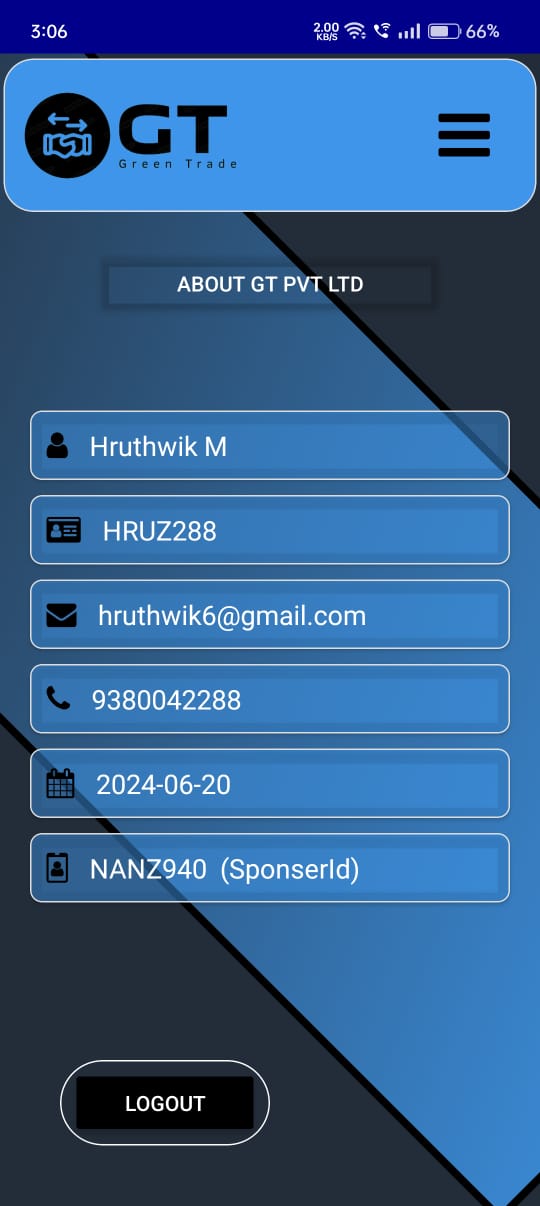 3:06
2.00
KB/S
66%
GT
Green Trade
ABOUT GT PVT LTD
Hruthwik M
HRUZ288
hruthwik6@gmail.com
9380042288
2024-06-20
NANZ940 (SponserId)
LOGOUT